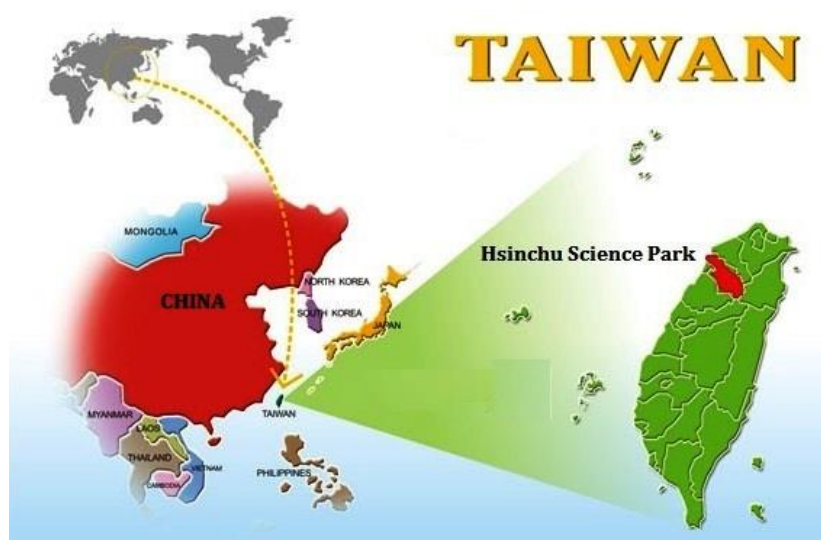 TAIWAN
Hsinchu Science Park
MONGOLIA
NORTH KOREA
CHINA
SOUTH KOREA
JAPAN
TAIWAN
MYANMAR
LAOS
THAILAND
VIETNAM
PHILIPPINES
CAMBODIA